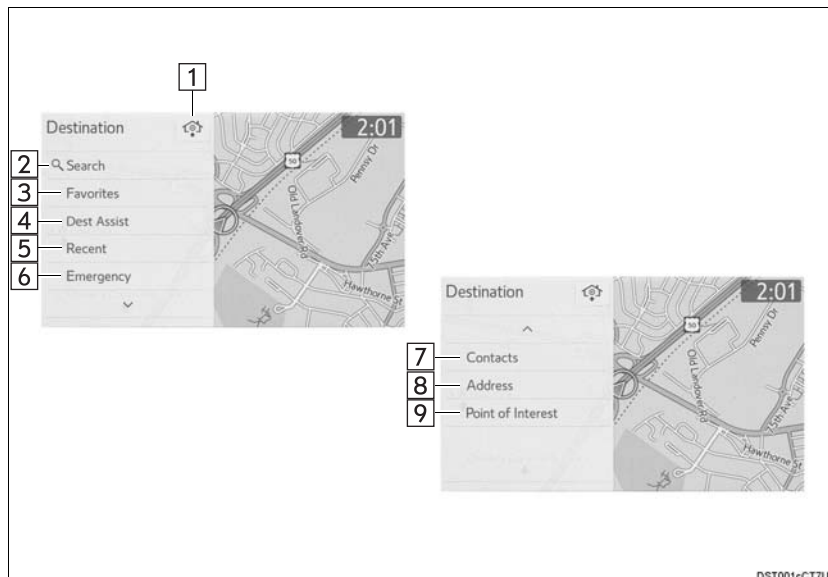 1
Destination
2:01
2 Search
3 Favorites
4 Dest Assist
5 Recent
6 Emergency
50
Pennsy Dr
Old Landover Rd
75th Ave
Hawthorne St
Destination
2:01
7 Contacts
8 Address
9 Point of Interest
50
Pennsy Dr
Old Landover Rd
75th Ave
Hawthorne St